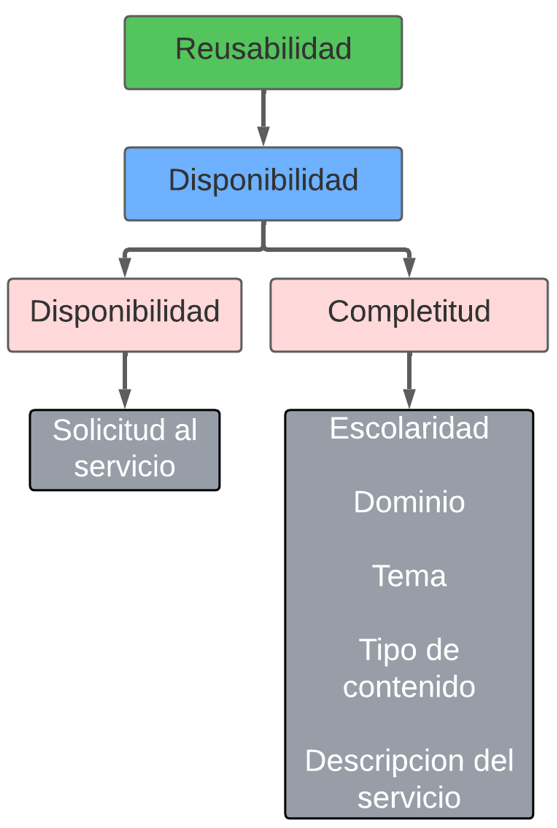 Reusabilidad
Disponibilidad
Disponibilidad
Completitud
Solicitud al
servicio
Escolaridad
Dominio
Tema
Tipo de
contenido
Descripcion del
servicio